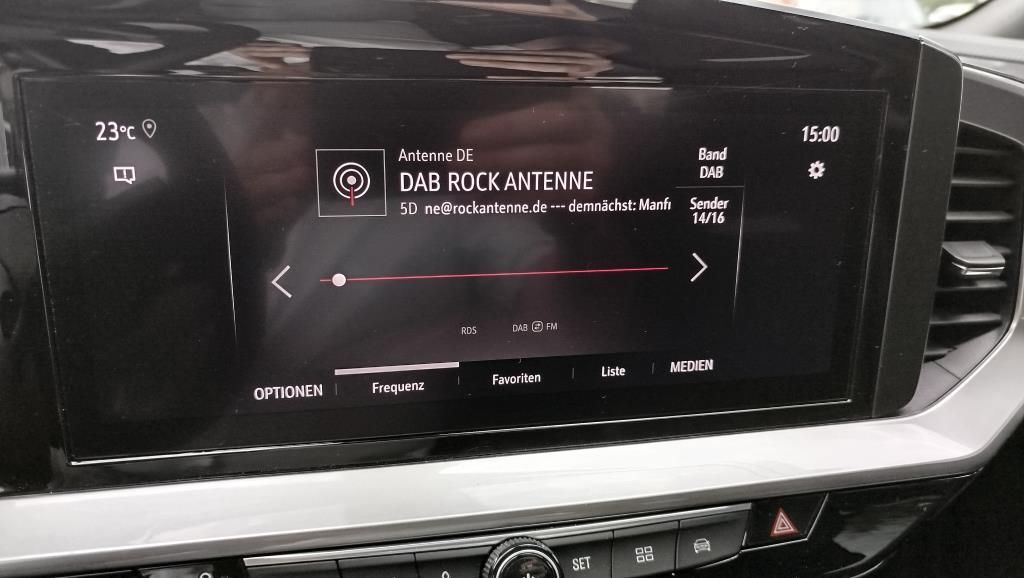 23°C
15:00
Antenne DE
DAB ROCK ANTENNE
5D ne@rockantenne.de --- demnächst: Manf
Band
DAB
Sender
14/16
RDS DAB FM
OPTIONEN Frequenz Favoriten Liste MEDIEN
SET